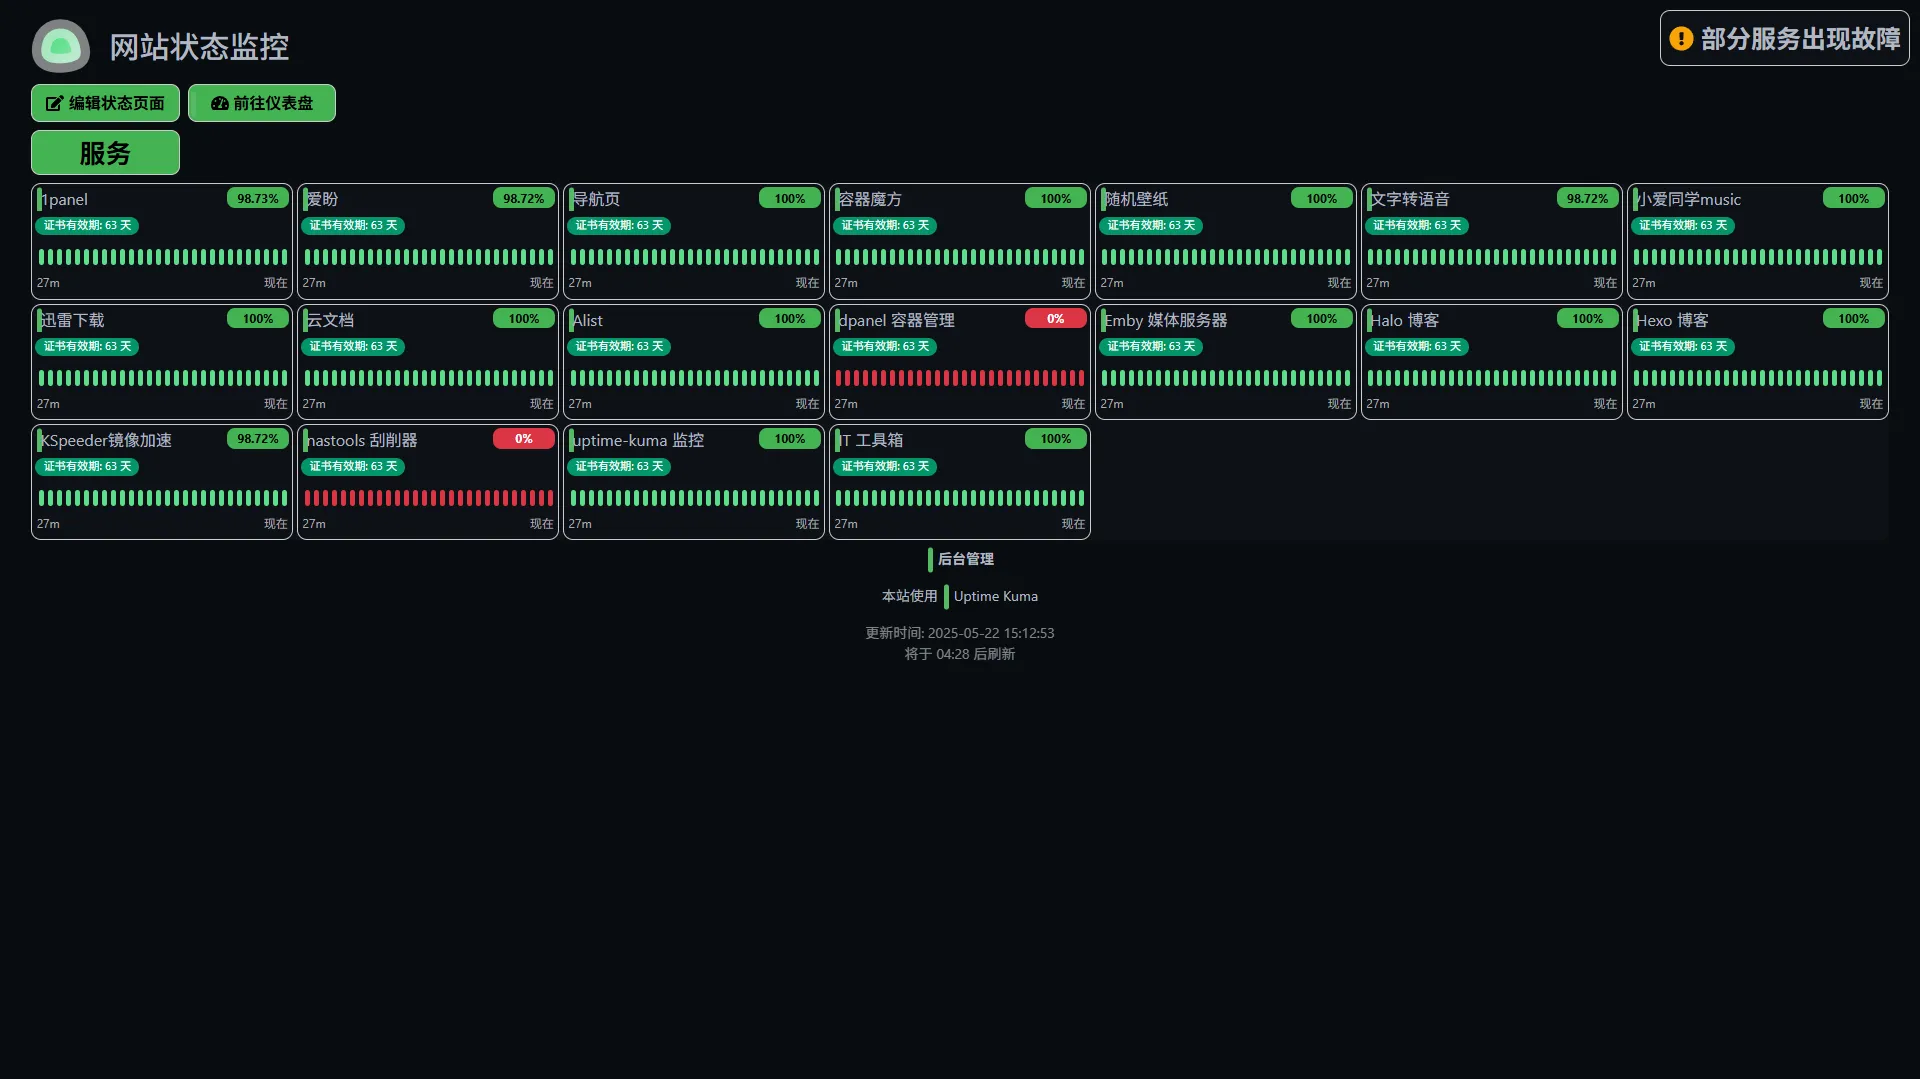 网站状态监控
部分服务出现故障
编辑状态页面
前往仪表盘
服务
1panel
98.73%
证书有效期: 63 天
27m
现在
爱盼
98.72%
证书有效期: 63 天
27m
现在
导航页
100%
证书有效期: 63 天
27m
现在
容器魔方
100%
证书有效期: 63 天
27m
现在
随机壁纸
100%
证书有效期: 63 天
27m
现在
文字转语音
98.72%
证书有效期: 63 天
27m
现在
小爱同学music
100%
证书有效期: 63 天
27m
现在
迅雷下载
100%
证书有效期: 63 天
27m
现在
云文档
100%
证书有效期: 63 天
27m
现在
Alist
100%
证书有效期: 63 天
27m
现在
dpanel 容器管理
0%
证书有效期: 63 天
27m
现在
Emby 媒体服务器
100%
证书有效期: 63 天
27m
现在
Halo 博客
100%
证书有效期: 63 天
27m
现在
Hexo 博客
100%
证书有效期: 63 天
27m
现在
KSpeeder镜像加速
98.72%
证书有效期: 63 天
27m
现在
nastools 刮削器
0%
证书有效期: 63 天
27m
现在
uptime-kuma 监控
100%
证书有效期: 63 天
27m
现在
IT 工具箱
100%
证书有效期: 63 天
27m
现在
后台管理
本站使用 Uptime Kuma
更新时间: 2025-05-22 15:12:53
将于 04:28 后刷新